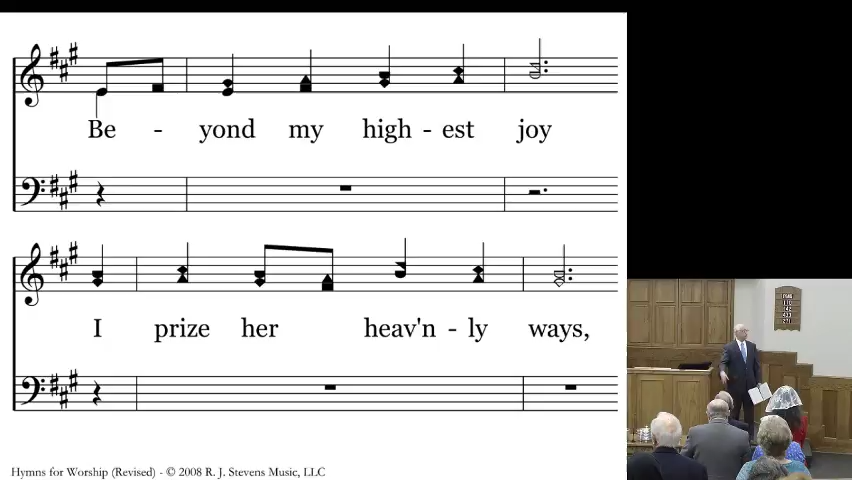 Be - yond my high - est joy
I prize her heav'n - ly ways,
Hymns for Worship (Revised) - © 2008 R. J. Stevens Music, LLC